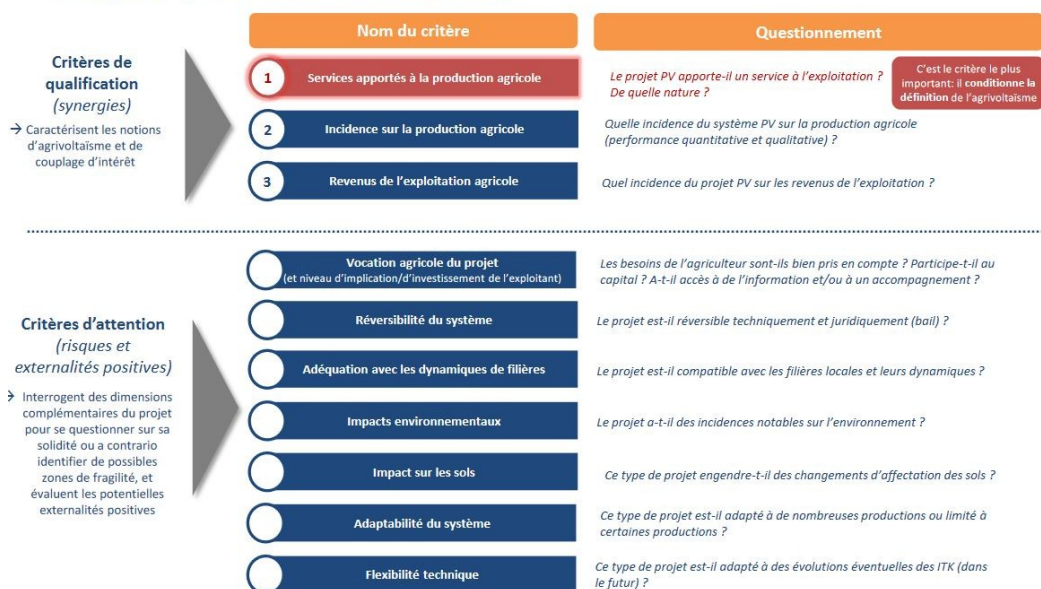 Nom du critère
Questionnement
Critères de
qualification
(synergies)
→ Caractérisent les notions
d'agrivoltaïsme et de
couplage d'intérêt
1
Services apportés à la production agricole
Le projet PV apporte-il un service à l'exploitation ?
De quelle nature ?
C'est le critère le plus
important: il conditionne la
définition de l'agrivoltaïsme
2
Incidence sur la production agricole
Quelle incidence du système PV sur la production agricole
(performance quantitative et qualitative) ?
3
Revenus de l'exploitation agricole
Quel incidence du projet PV sur les revenus de l'exploitation ?
Critères d'attention
(risques et
externalités positives)
→ Interrogent des dimensions
complémentaires du projet
pour se questionner sur sa
solidité ou a contrario
identifier de possibles
zones de fragilité, et
évaluent les potentielles
externalités positives
Vocation agricole du projet
(et niveau d'implication/d'investissement de l'exploitant)
Les besoins de l'agriculteur sont-ils bien pris en compte ? Participe-t-il au
capital ? A-t-il accès à de l'information et/ou à un accompagnement ?
Réversibilité du système
Le projet est-il réversible techniquement et juridiquement (bail) ?
Adéquation avec les dynamiques de filières
Le projet est-il compatible avec les filières locales et leurs dynamiques ?
Impacts environnementaux
Le projet a-t-il des incidences notables sur l'environnement ?
Impact sur les sols
Ce type de projet engendre-t-il des changements d'affectation des sols ?
Adaptabilité du système
Ce type de projet est-il adapté à de nombreuses productions ou limité à
certaines productions ?
Flexibilité technique
Ce type de projet est-il adapté à des évolutions éventuelles des ITK (dans
le futur) ?